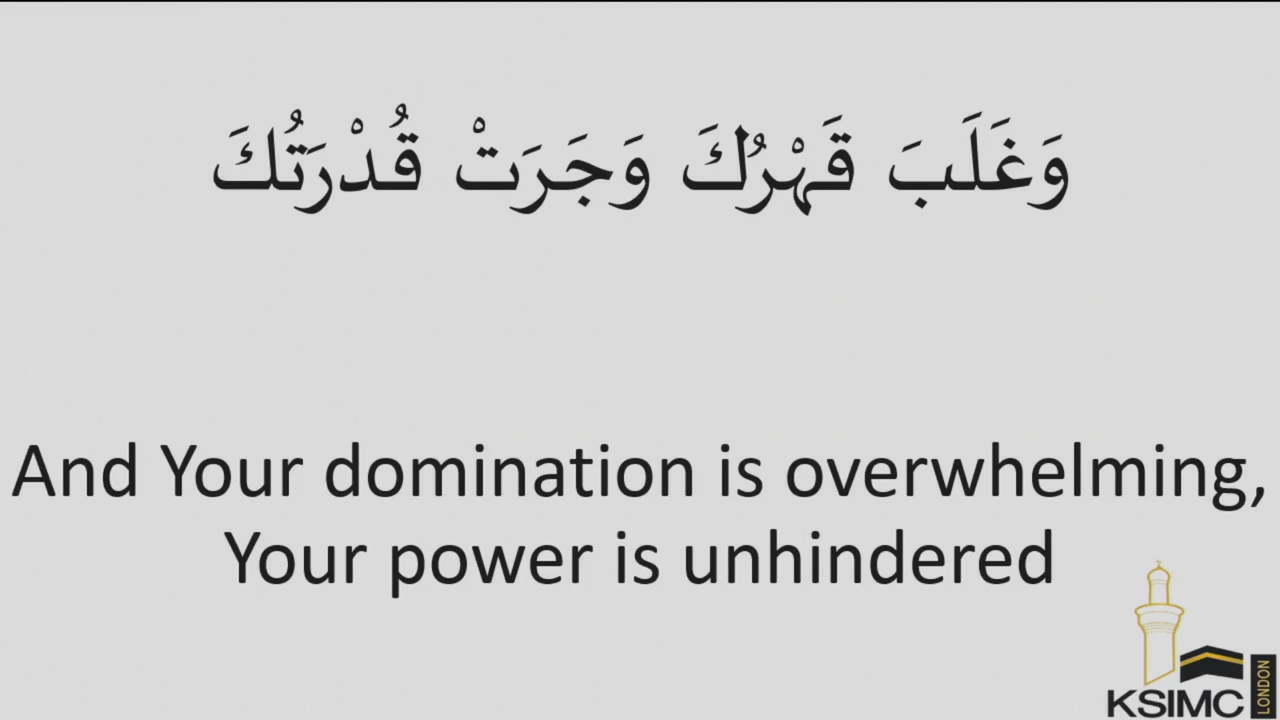 وَغَلَبَ قَهْرُكَ وَجَرَتْ قُدْرَتُكَ
And Your domination is overwhelming,
Your power is unhindered
KSIMC
LONDON